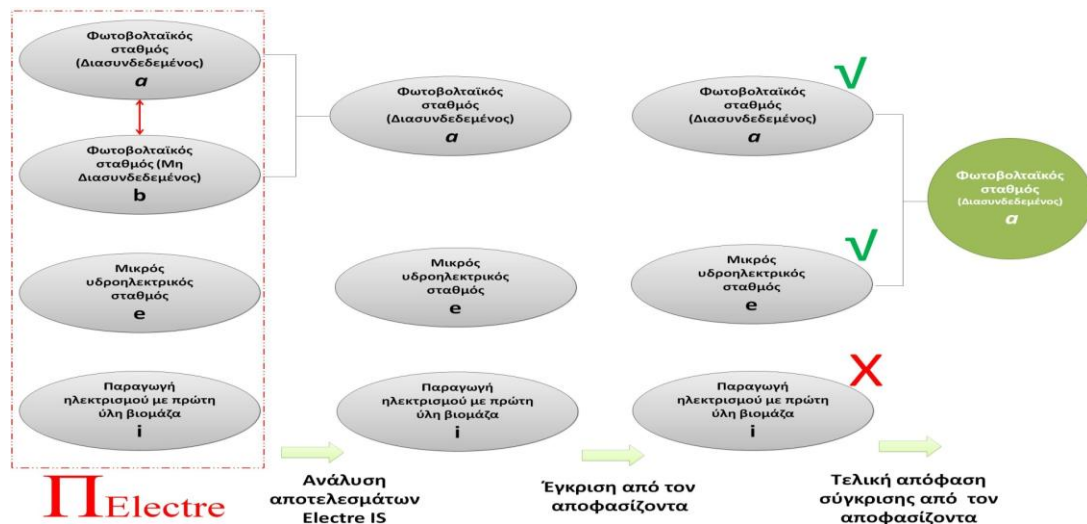 Φωτοβολταϊκός
σταθμός
(Διασυνδεδεμένος)
a
Φωτοβολταϊκός
σταθμός (Μη
Διασυνδεδεμένος)
b
Μικρός
υδροηλεκτρικός
σταθμός
e
Παραγωγή
ηλεκτρισμού με πρώτη
ύλη βιομάζα
i
Π Electre
Φωτοβολταϊκός
σταθμός
(Διασυνδεδεμένος)
a
Μικρός
υδροηλεκτρικός
σταθμός
e
Παραγωγή
ηλεκτρισμού με πρώτη
ύλη βιομάζα
i
Ανάλυση
αποτελεσμάτων
Electre IS
Φωτοβολταϊκός
σταθμός
(Διασυνδεδεμένος)
a
√
Μικρός
υδροηλεκτρικός
σταθμός
e
√
Παραγωγή
ηλεκτρισμού με πρώτη
ύλη βιομάζα
i
X
Έγκριση από τον
αποφασίζοντα
Φωτοβολταϊκός
σταθμός
(Διασυνδεδεμένος)
a
Τελική απόφαση
σύγκρισης από τον
αποφασίζοντα